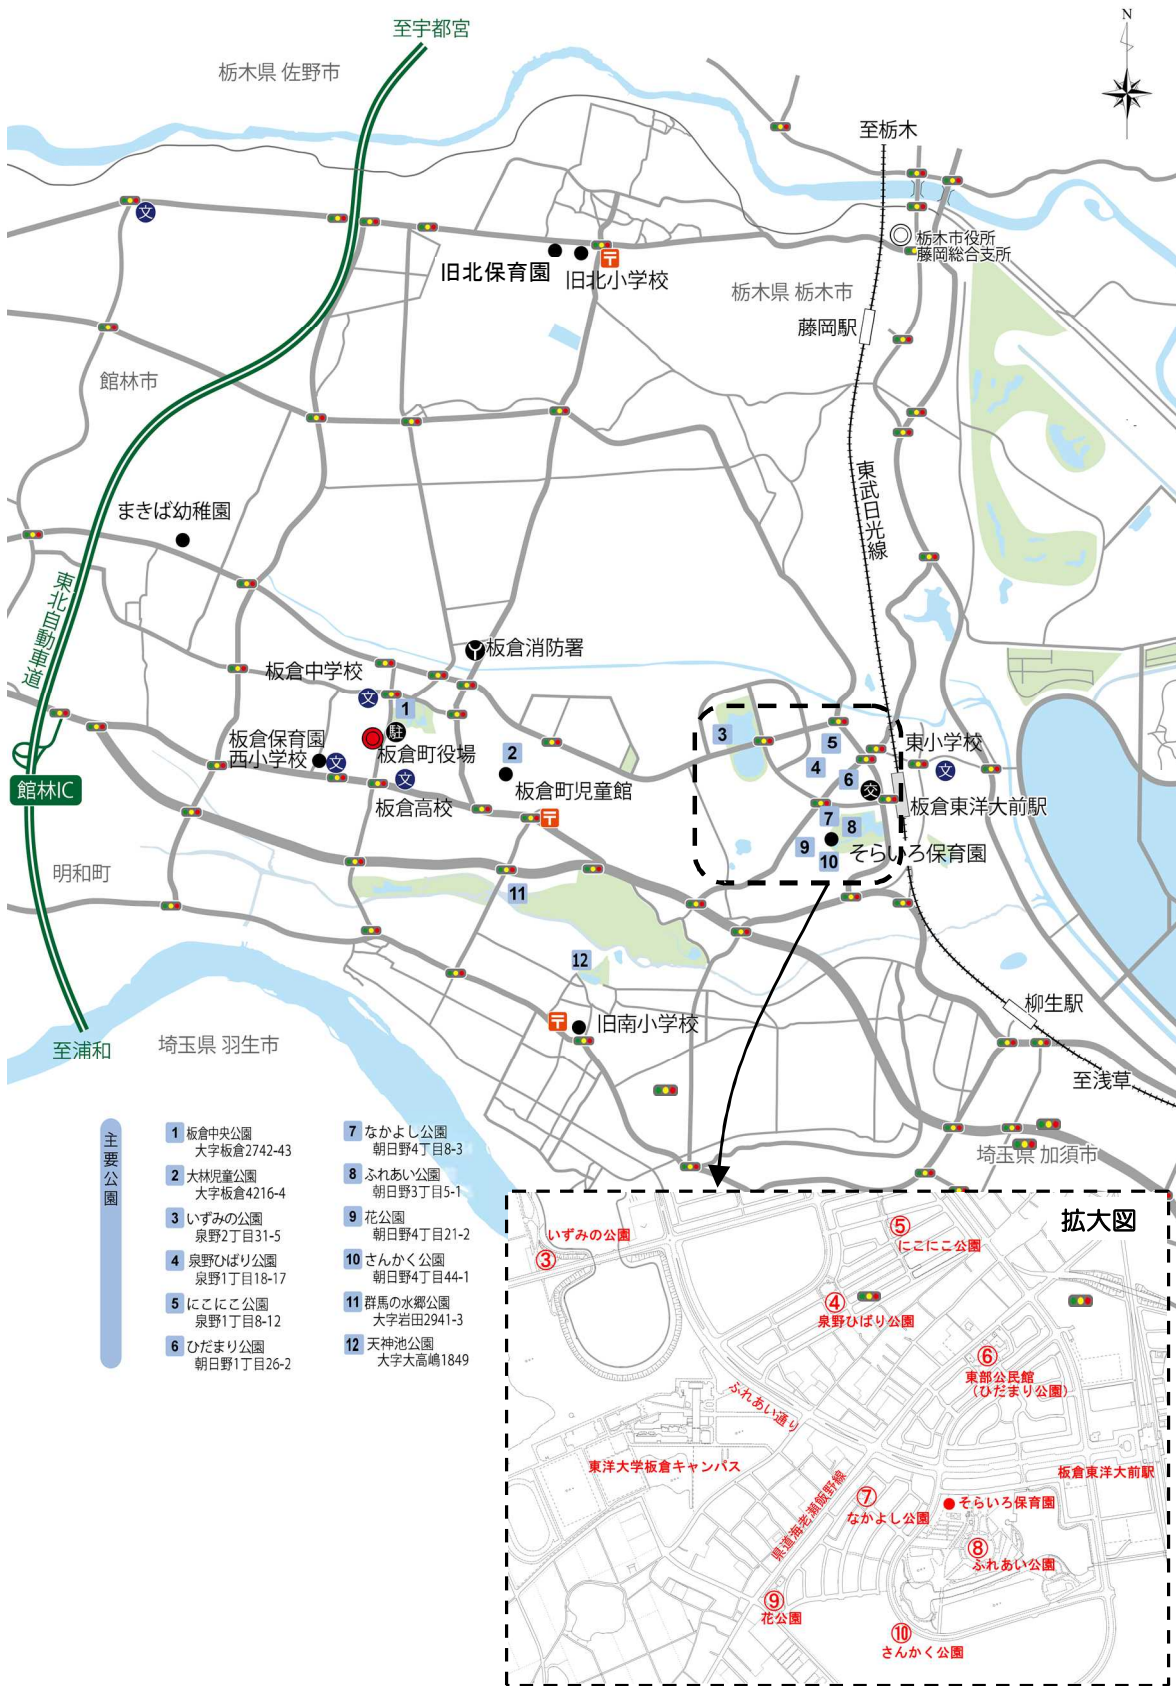 至宇都宮
N
栃木県 佐野市
至栃木
文
栃木市役所
藤岡総合支所
旧北保育園
旧北小学校
栃木県 栃木市
藤岡駅
館林市
東武日光線
まきば幼稚園
東北自動車道
板倉消防署
板倉中学校
文
1
駐
3
5
板倉保育園
西小学校
文
板倉町役場
2
4
東小学校
文
6
交
館林IC
文
板倉高校
板倉町児童館
板倉東洋大前駅
7
8
9
10
そらいろ保育園
明和町
11
12
旧南小学校
柳生駅
至浦和
埼玉県 羽生市
至浅草
埼玉県 加須市
主要公園
1 板倉中央公園
大字板倉2742-43
2 大林児童公園
大字板倉4216-4
3 いずみの公園
泉野2丁目31-5
4 泉野ひばり公園
泉野1丁目18-17
5 にこにこ公園
泉野1丁目8-12
6 ひだまり公園
朝日野1丁目26-2
7 なかよし公園
朝日野4丁目8-3
8 ふれあい公園
朝日野3丁目5-1
9 花公園
朝日野4丁目21-2
10 さんかく公園
朝日野4丁目44-1
11 群馬の水郷公園
大字岩田2941-3
12 天神池公園
大字大高嶋1849
拡大図
いずみの公園
③
⑤
にこにこ公園
④
泉野ひばり公園
⑥
東部公民館
(ひだまり公園)
ふれあい通り
東洋大学板倉キャンパス
板倉東洋大前駅
県道海老瀬飯野線
⑦
なかよし公園
そらいろ保育園
⑧
ふれあい公園
⑨
花公園
⑩
さんかく公園